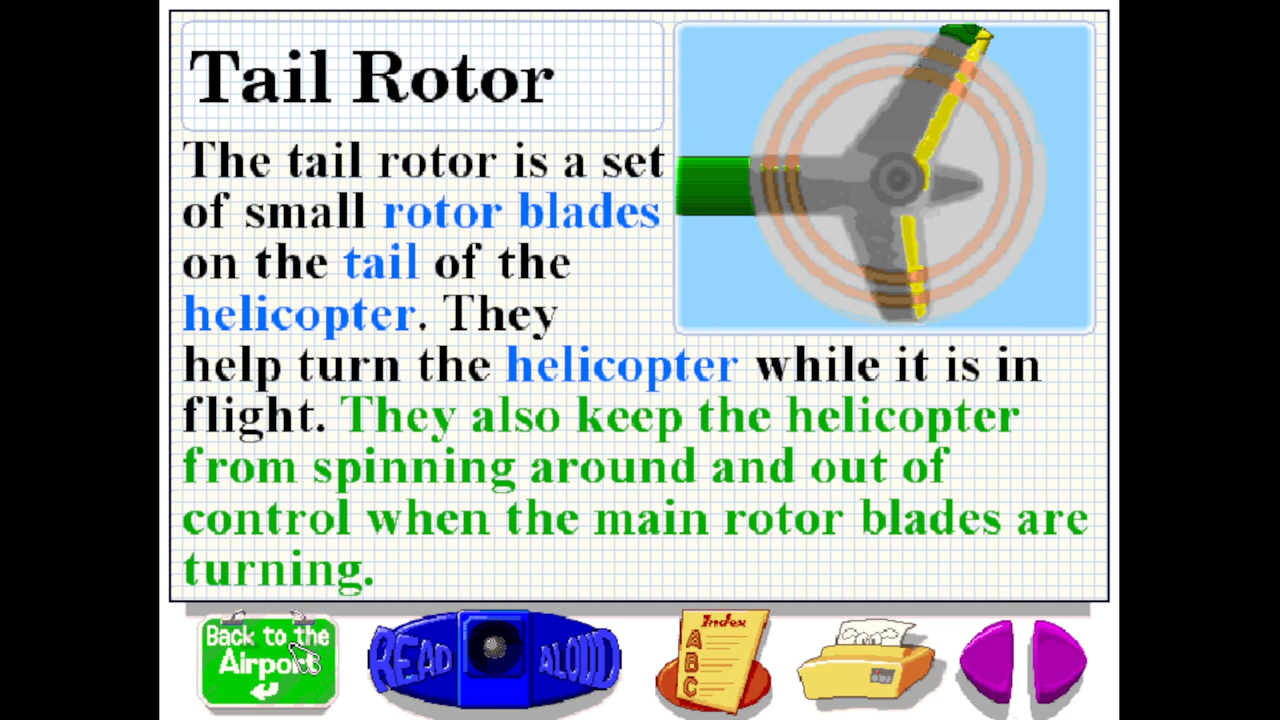 Tail Rotor
The tail rotor is a set
of small rotor blades
on the tail of the
helicopter. They
help turn the helicopter while it is in
flight. They also keep the helicopter
from spinning around and out of
control when the main rotor blades are
turning.
Back to the
Airport
READ ALOUD
Index
A
B
C